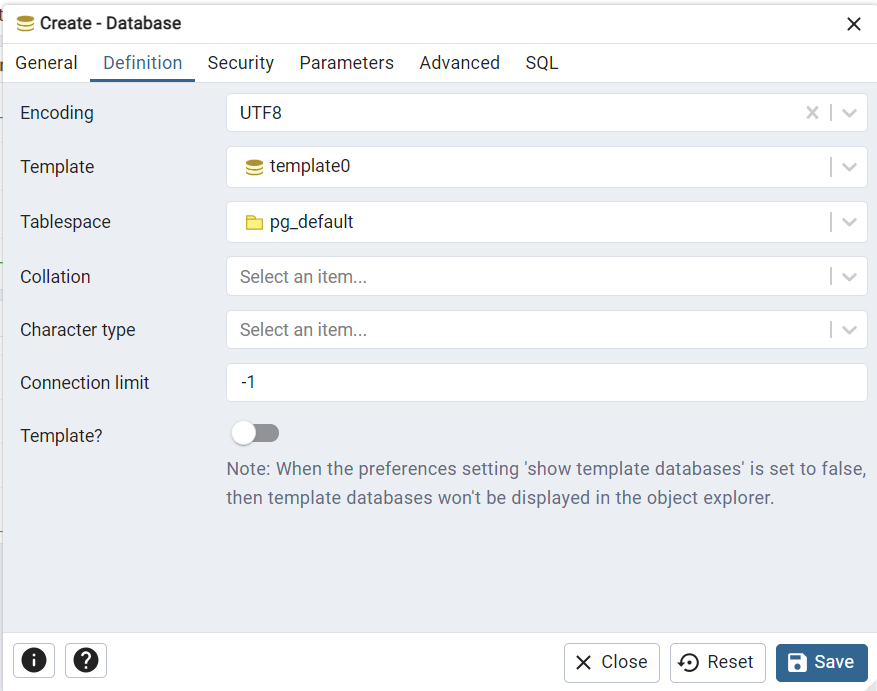 Create - Database
General Definition Security Parameters Advanced SQL
Encoding UTF8
Template template0
Tablespace pg_default
Collation Select an item...
Character type Select an item...
Connection limit -1
Template?
Note: When the preferences setting 'show template databases' is set to false,
then template databases won't be displayed in the object explorer.
Close Reset Save